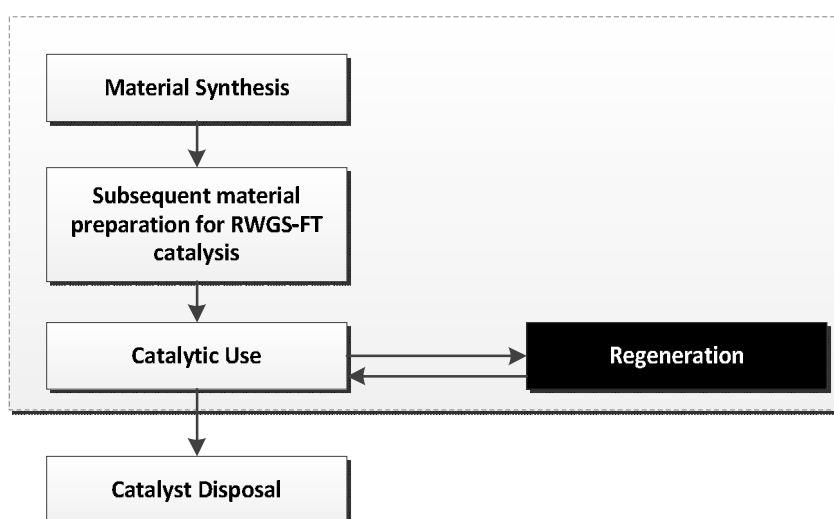 Material Synthesis
Subsequent material
preparation for RWGS-FT
catalysis
Catalytic Use
Regeneration
Catalyst Disposal